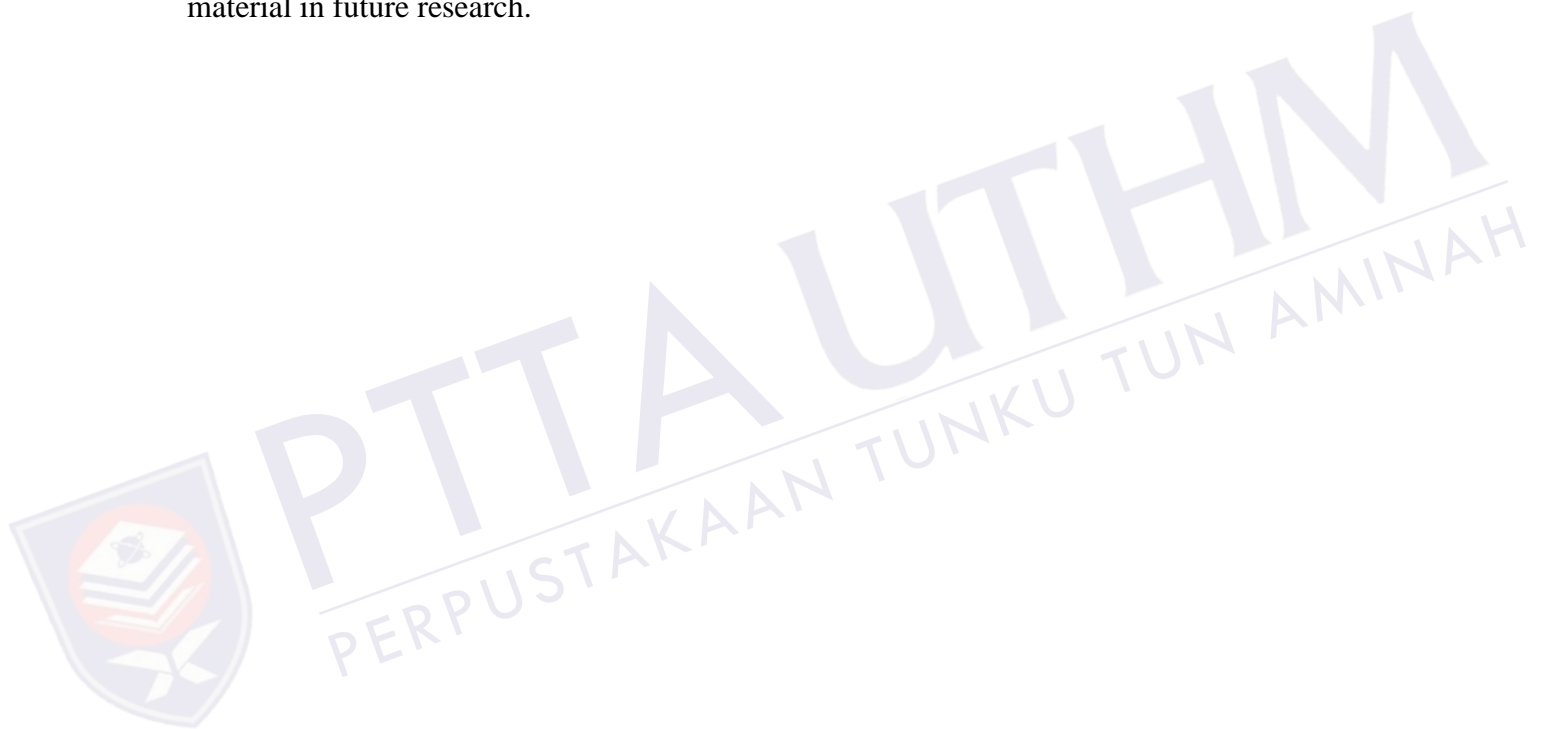 material in future research.
PTTA UTHM
PERPUSTAKAAN TUNKU TUN AMINAH